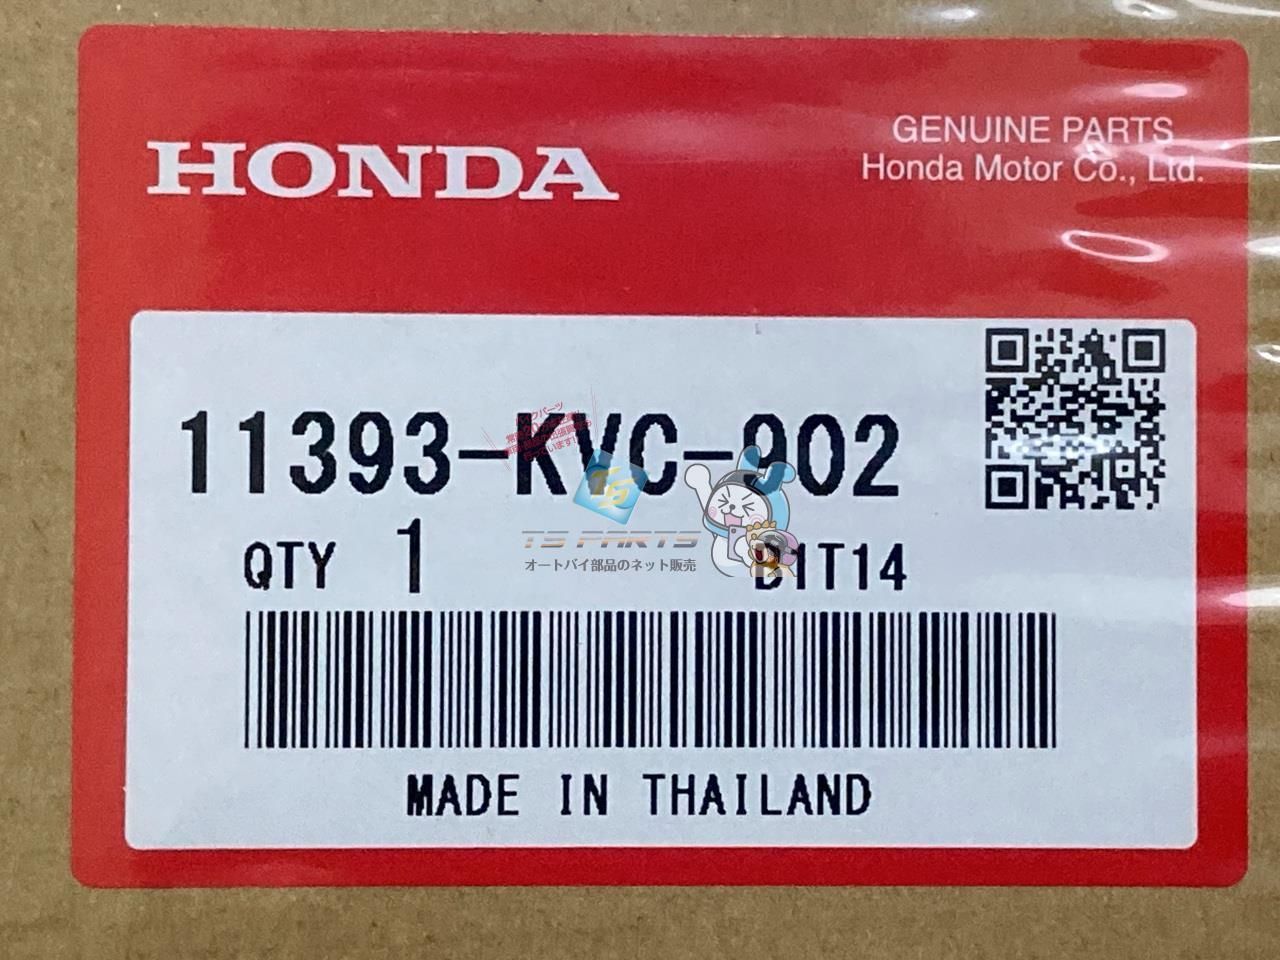 HONDA
GENUINE PARTS
Honda Motor Co., Ltd.
11393-KVC-902
QTY 1
D1T14
TS PARTS
オートバイ部品のネット販売
MADE IN THAILAND